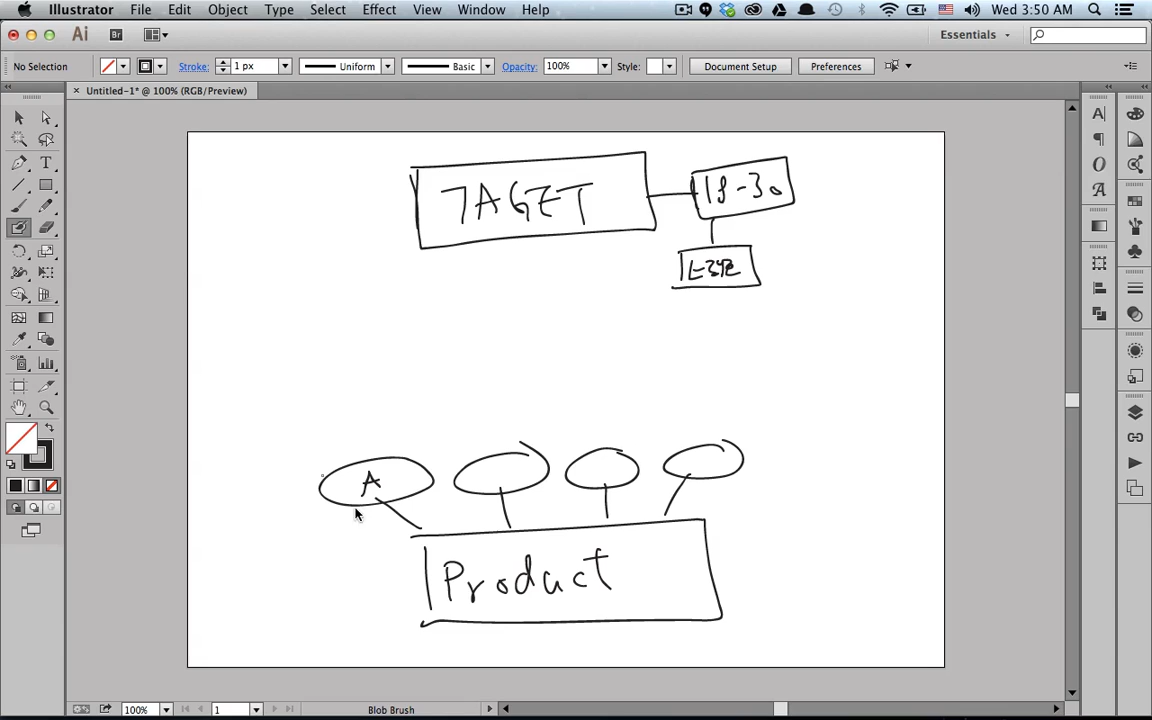 Illustrator File Edit Object Type Select Effect View Window Help Wed 3:50 AM
Ai Br Essentials
No Selection Stroke: 1 px Uniform Basic Opacity: 100% Style: Document Setup Preferences
Untitled-1* @ 100% (RGB/Preview)
TAGET
18-30
A
Product
100% 1 Blob Brush